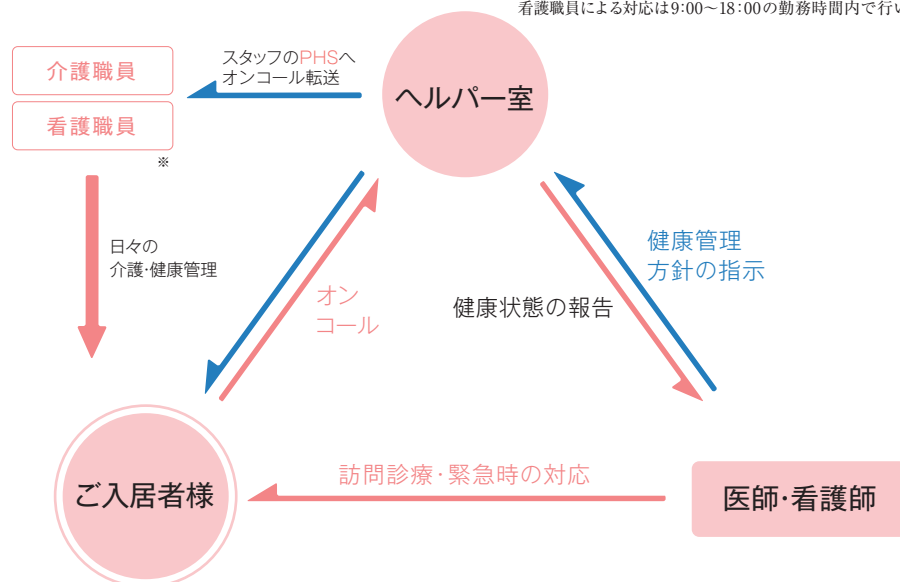 看護職員による対応は9:00〜18:00の勤務時間内で行い
介護職員
看護職員
※
スタッフのPHSへ
オンコール転送
ヘルパー室
日々の
介護・健康管理
オン
コール
健康状態の報告
健康管理
方針の指示
訪問診療・緊急時の対応
ご入居者様
医師・看護師